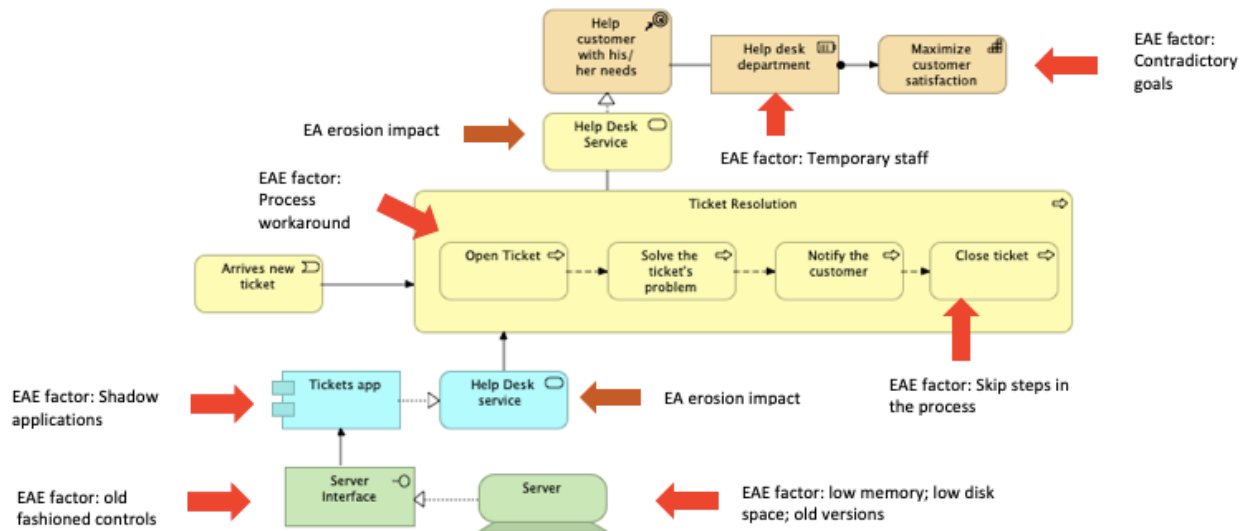 Help
customer
with his/
her needs
Help desk
department
Maximize
customer
satisfaction
EAE factor:
Contradictory
goals
EA erosion impact
Help Desk
Service
EAE factor: Temporary staff
EAE factor:
Process
workaround
Ticket Resolution
Arrives new
ticket
Open Ticket
Solve the
ticket's
problem
Notify the
customer
Close ticket
EAE factor: Shadow
applications
Tickets app
Help Desk
service
EA erosion impact
EAE factor: Skip steps in
the process
EAE factor: old
fashioned controls
Server
Interface
Server
EAE factor: low memory; low disk
space; old versions